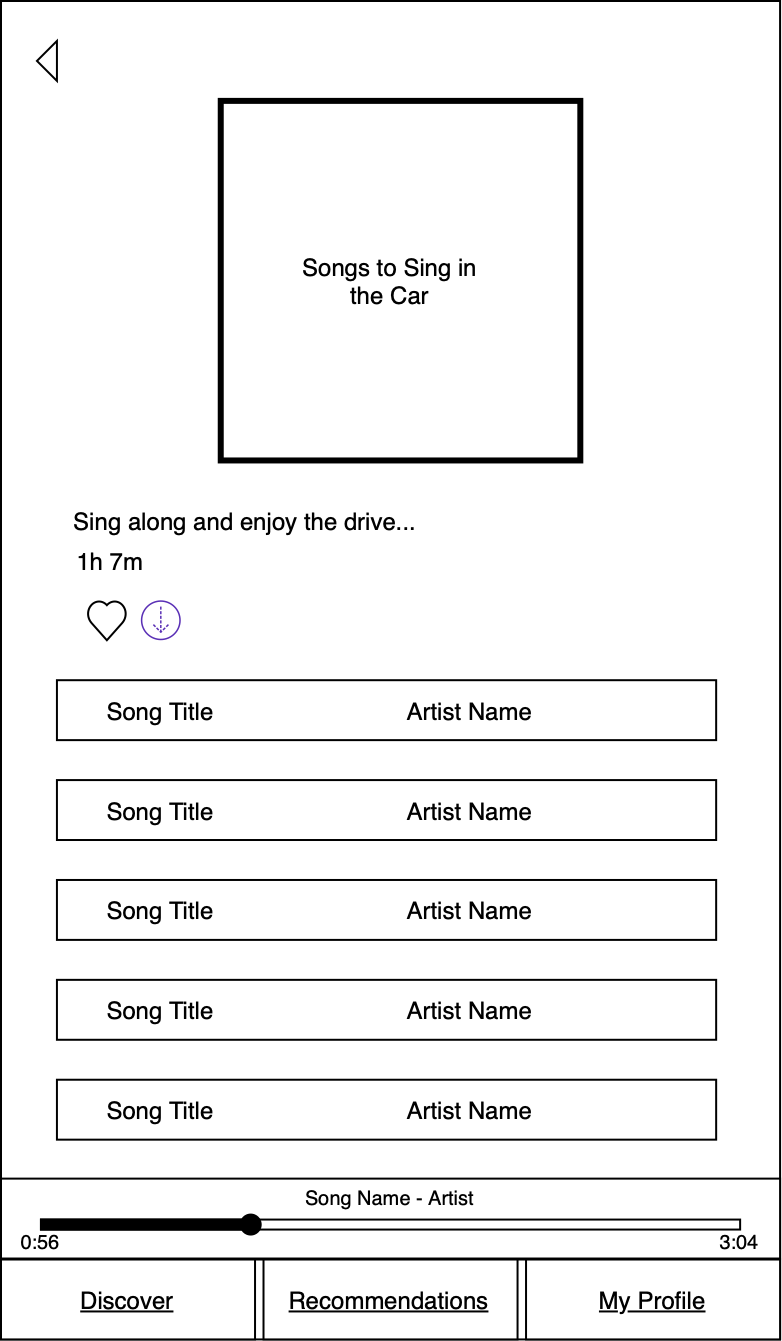 Songs to Sing in
the Car
Sing along and enjoy the drive...
1h 7m
Song Title Artist Name
Song Title Artist Name
Song Title Artist Name
Song Title Artist Name
Song Title Artist Name
Song Name - Artist
0:56 3:04
Discover Recommendations My Profile